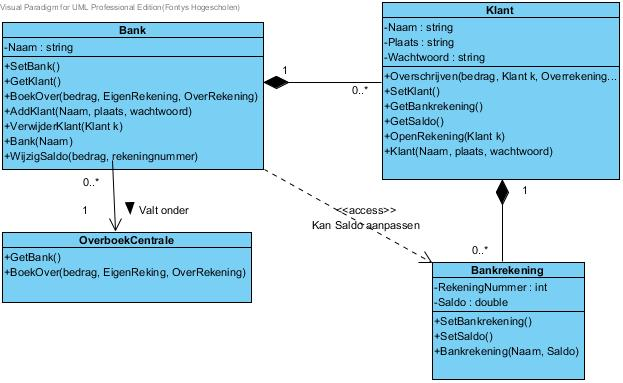 Visual Paradigm for UML Professional Edition(Fontys Hogescholen)
Bank
-Naam : string
+SetBank()
+GetKlant()
+BoekOver(bedrag, EigenRekening, OverRekening)
+AddKlant(Naam, plaats, wachtwoord)
+VerwijderKlant(Klant k)
+Bank(Naam)
+WijzigSaldo(bedrag, rekeningnummer)
1
0..*
Klant
-Naam : string
-Plaats : string
-Wachtwoord : string
+Overschrijven(bedrag, Klant k, Overrekening...
+SetKlant()
+GetBankrekening()
+GetSaldo()
+OpenRekening(Klant k)
+Klant(Naam, plaats, wachtwoord)
0..*
1
Valt onder
<<access>>
Kan Saldo aanpassen
1
0..*
OverboekCentrale
+GetBank()
+BoekOver(bedrag, EigenReking, OverRekening)
Bankrekening
-RekeningNummer : int
-Saldo : double
+SetBankrekening()
+SetSaldo()
+Bankrekening(Naam, Saldo)